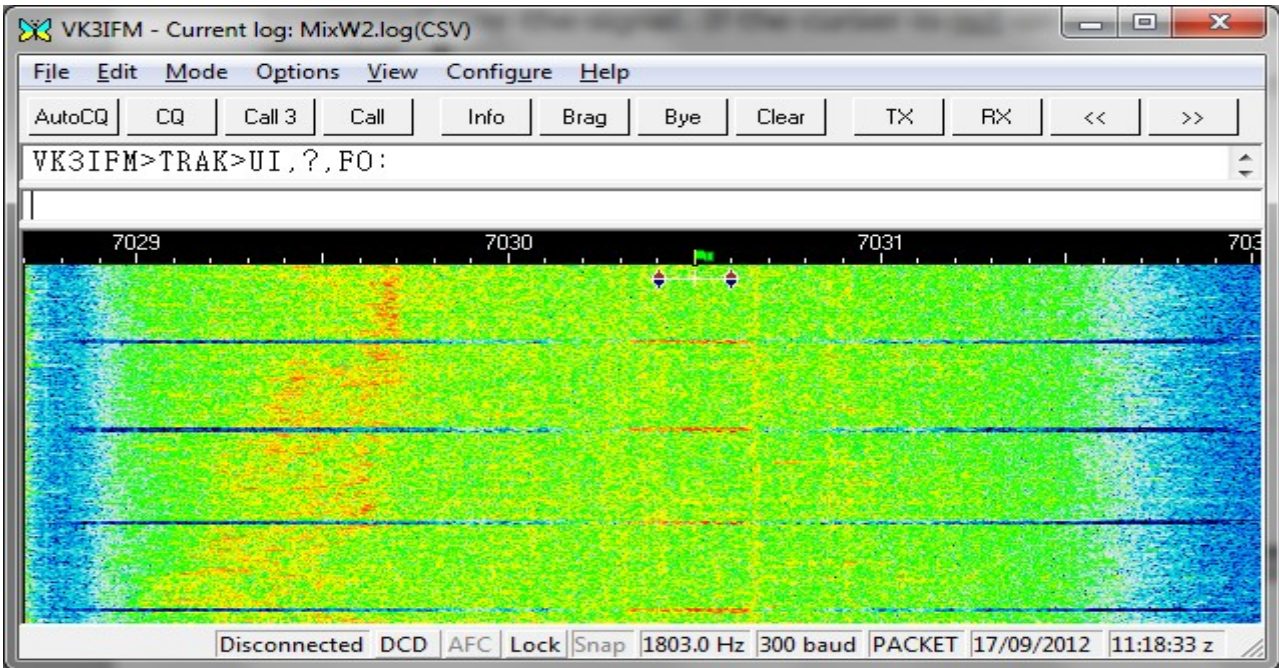 VK3IFM - Current log: MixW2.log(CSV)
File Edit Mode Options View Configure Help
AutoCQ CQ Call 3 Call Info Brag Bye Clear TX RX << >>
VK3IFM>TRAK>UI,?,F0:
7029 7030 7031 703
Disconnected DCD AFC Lock Snap 1803.0 Hz 300 baud PACKET 17/09/2012 11:18:33 z